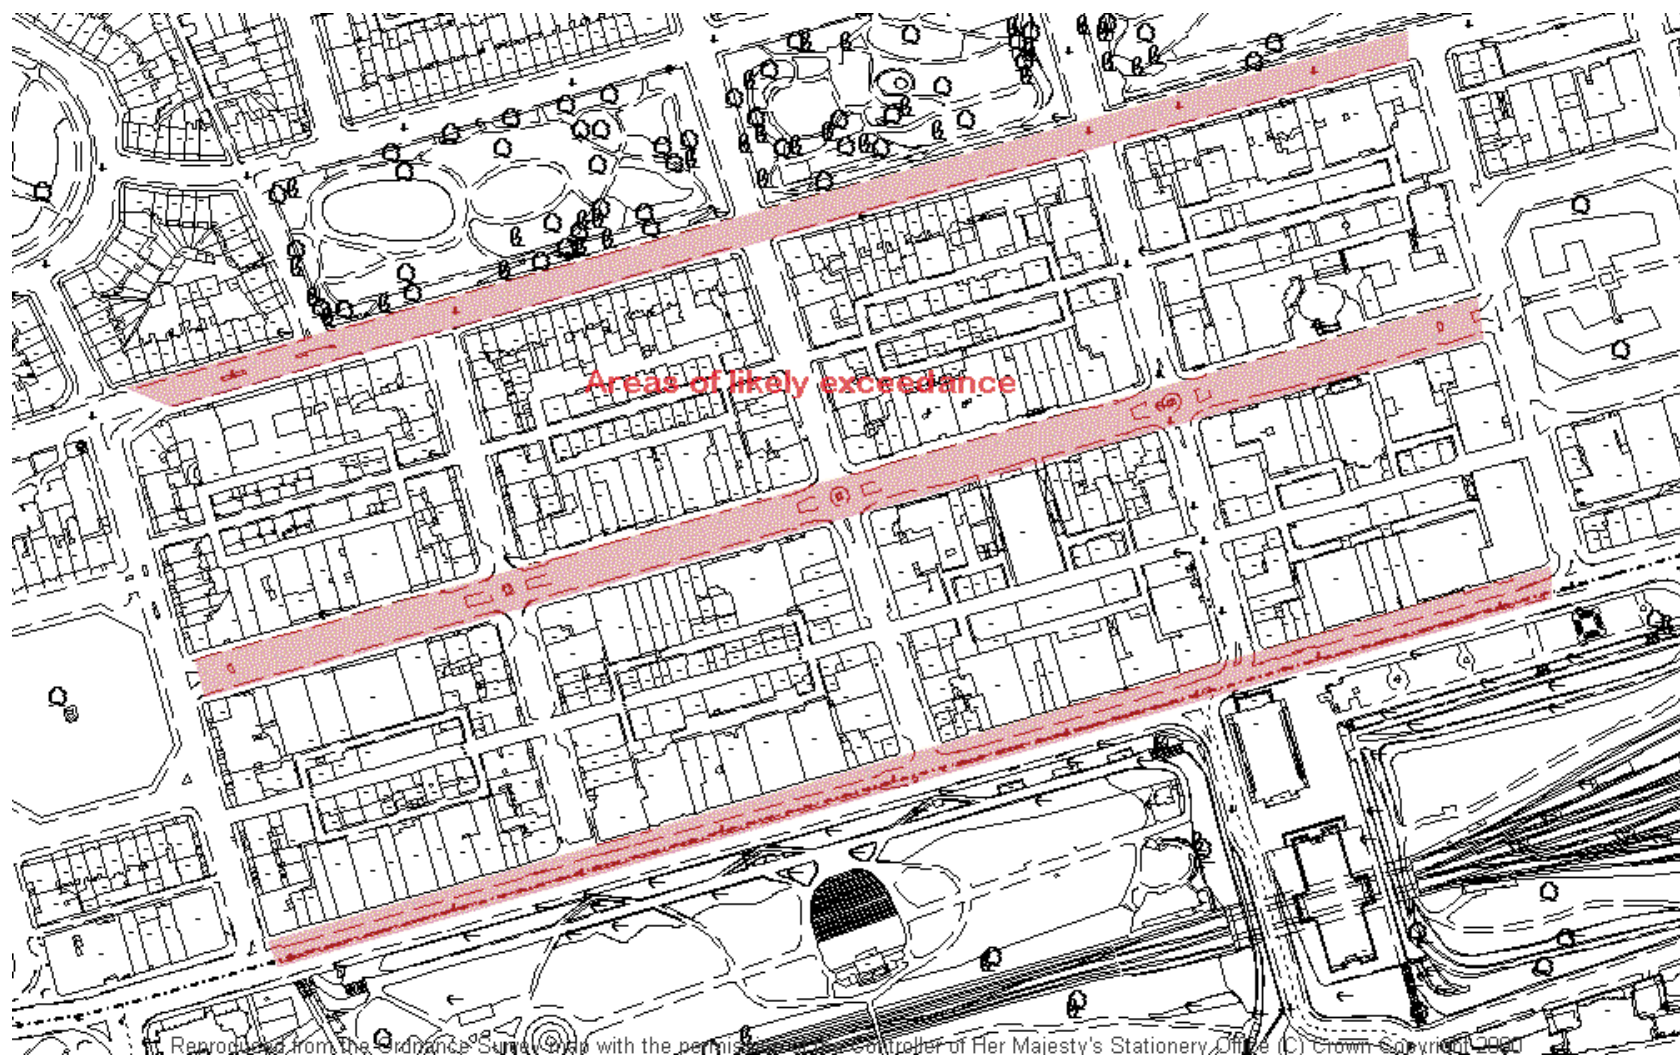 Areas of likely exceedance
Reproduced from the Ordnance Survey map with the permission of the Controller of Her Majesty's Stationery Office (C) Crown Copyright 2000